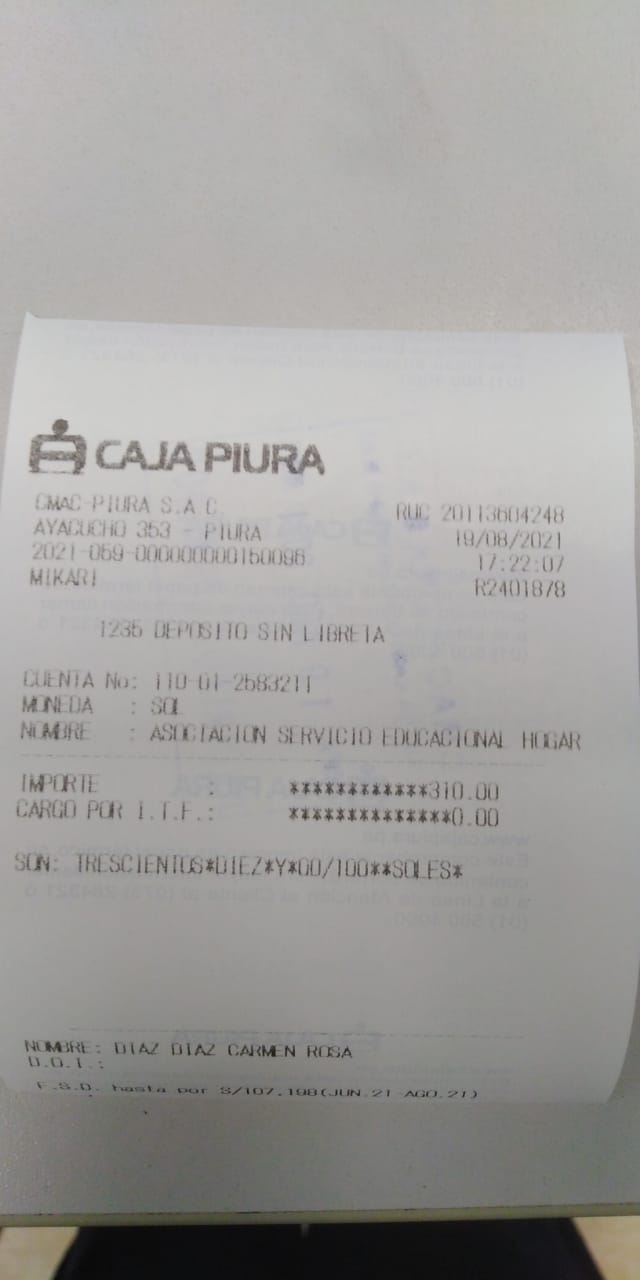 CAJA PIURA
CMAC-PIURA S.A.C. RUC 20113604248
AYACUCHO 353 - PIURA 19/08/2021
2021-059-000000000150096 17:22:07
MIKARI R2401878
1235 DEPOSITO SIN LIBRETA
CUENTA No: 110-01-2583211
MONEDA : SOL
NOMBRE : ASOCIACION SERVICIO EDUCACIONAL HOGAR
IMPORTE : ************310.00
CARGO POR I.T.F.: **************0.00
SON: TRESCIENTOS*DIEZ*Y*00/100**SOLES*
NOMBRE: DIAZ DIAZ CARMEN ROSA
D.O.I.:
F.S.D. hasta por S/107,198(JUN.21-AGO.21)